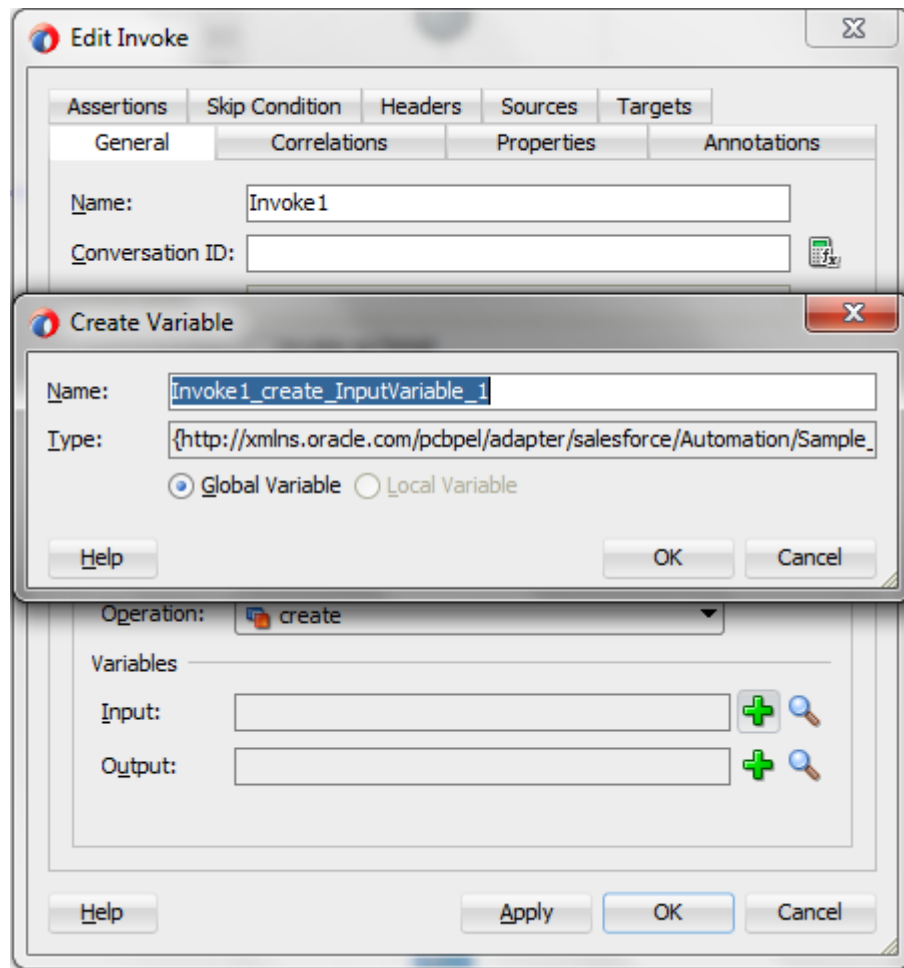 Edit Invoke
Assertions Skip Condition Headers Sources Targets
General Correlations Properties Annotations
Name: Invoke1
Conversation ID:
Create Variable
Name: Invoke1_create_InputVariable_1
Type: {http://xmlns.oracle.com/pcbpel/adapter/salesforce/Automation/Sample_
Global Variable Local Variable
Help OK Cancel
Operation: create
Variables
Input:
Output:
Help Apply OK Cancel